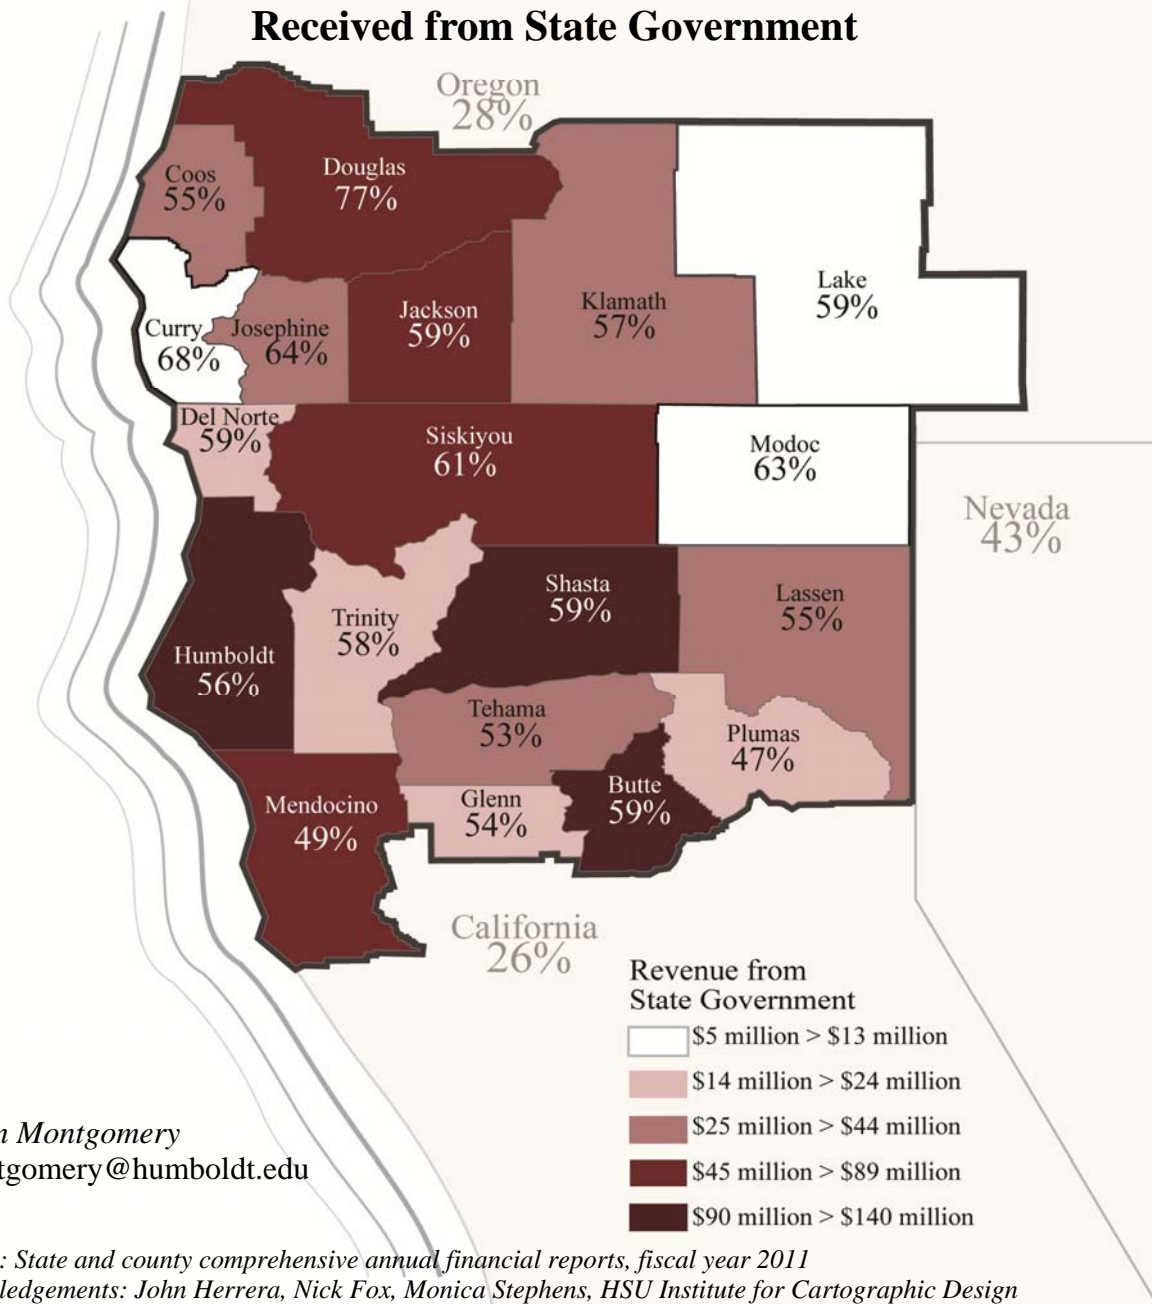 Received from State Government
Oregon
28%
Coos
55%
Douglas
77%
Lake
59%
Klamath
57%
Jackson
59%
Curry
68%
Josephine
64%
Del Norte
59%
Siskiyou
61%
Modoc
63%
Nevada
43%
Shasta
59%
Lassen
55%
Trinity
58%
Humboldt
56%
Tehama
53%
Plumas
47%
Butte
59%
Glenn
54%
Mendocino
49%
California
26%
Revenue from
State Government
$5 million > $13 million
$14 million > $24 million
$25 million > $44 million
$45 million > $89 million
$90 million > $140 million
n Montgomery
tgomery@humboldt.edu
: State and county comprehensive annual financial reports, fiscal year 2011
ledgements: John Herrera, Nick Fox, Monica Stephens, HSU Institute for Cartographic Design